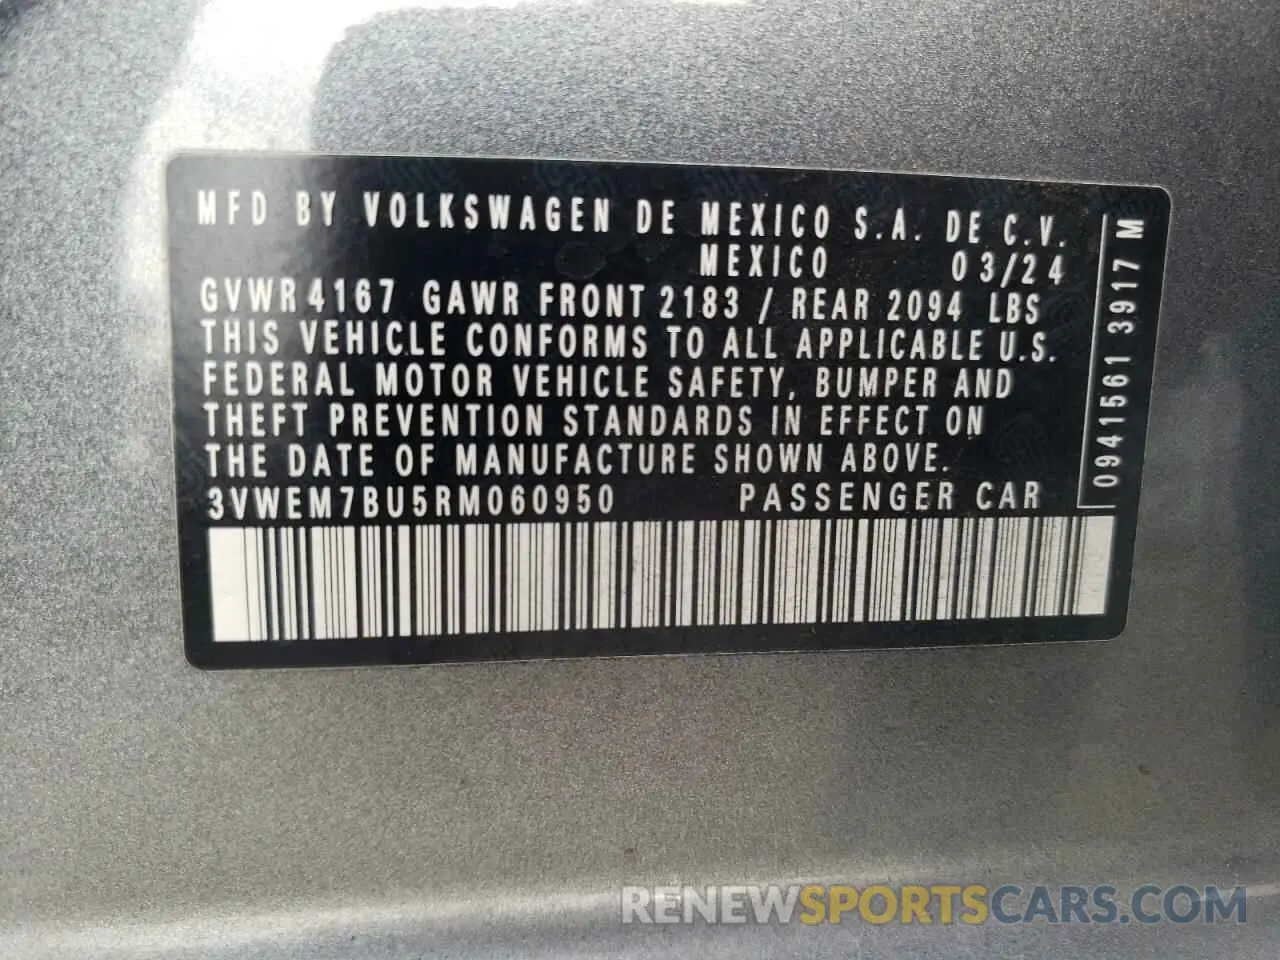 MFD BY VOLKSWAGEN DE MEXICO S.A. DE C.V.
MEXICO 03/24
GVWR 4167 GAWR FRONT 2183 / REAR 2094 LBS
THIS VEHICLE CONFORMS TO ALL APPLICABLE U.S.
FEDERAL MOTOR VEHICLE SAFETY, BUMPER AND
THEFT PREVENTION STANDARDS IN EFFECT ON
THE DATE OF MANUFACTURE SHOWN ABOVE.
3VWEM7BU5RM060950 PASSENGER CAR
0941561 3917 M
RENEWSPORTSCARS.COM